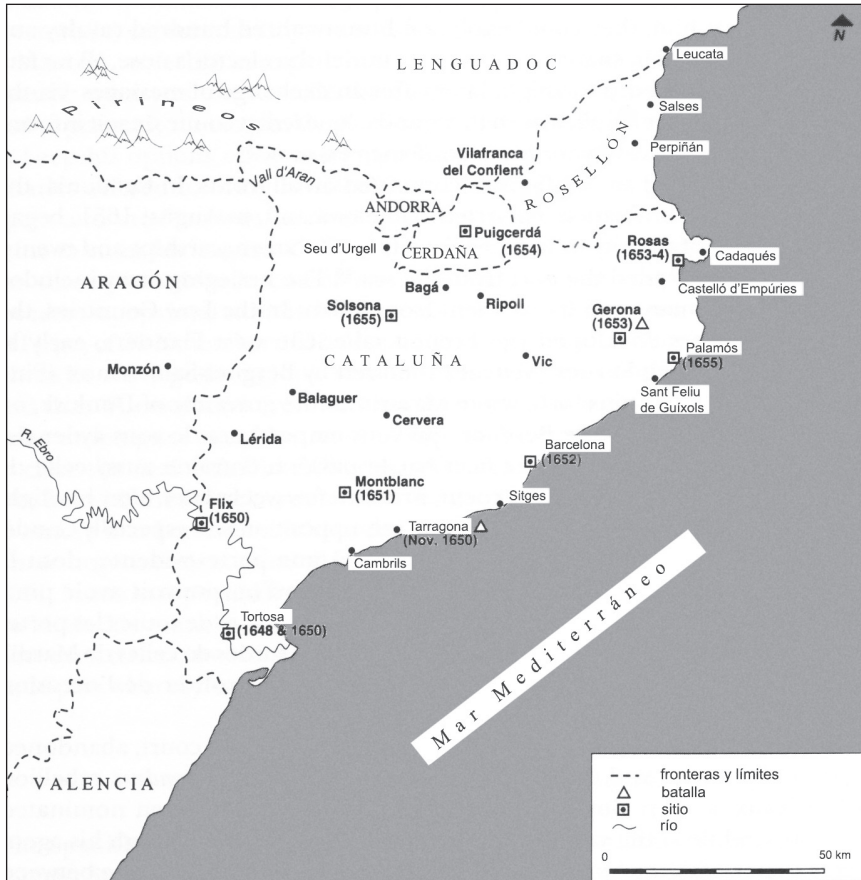 N
LENGUADOC
Leucata
Pirineos
Salses
Perpiñán
ROSELLÓN
Vilafranca
del Conflent
Vall d'Aran
ANDORRA
Puigcerdá
(1654)
Seu d'Urgell
CERDAÑA
Rosas
(1653-4)
Cadaqués
ARAGÓN
Bagá
Ripoll
Castelló d'Empúries
Solsona
(1655)
Gerona
(1653)
CATALUÑA
Vic
Palamós
(1655)
Monzón
Sant Feliu
de Guíxols
Balaguer
Cervera
Lérida
R. Ebro
Barcelona
(1652)
Montblanc
(1651)
Sitges
Flix
(1650)
Tarragona
(Nov. 1650)
Cambrils
Mar Mediterráneo
Tortosa
(1648 & 1650)
VALENCIA
fronteras y límites
batalla
sitio
río
0 50 km